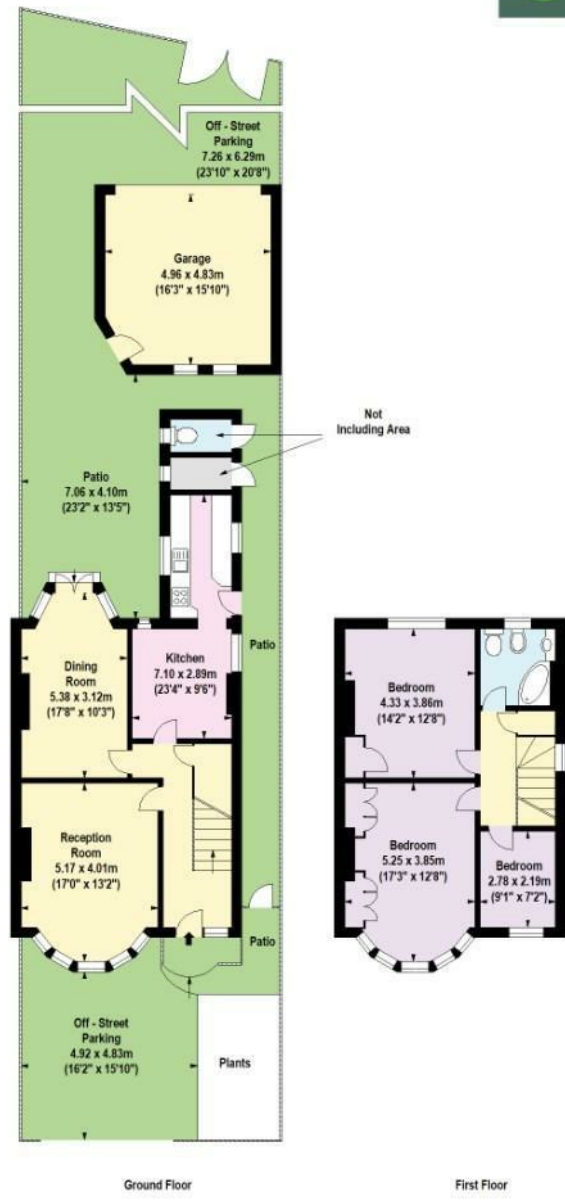 Off - Street
Parking
7.26 x 6.29m
(23'10" x 20'8")
Garage
4.96 x 4.83m
(16'3" x 15'10")
Not
Including Area
Patio
7.06 x 4.10m
(23'2" x 13'5")
Dining
Room
5.38 x 3.12m
(17'8" x 10'3")
Kitchen
7.10 x 2.89m
(23'4" x 9'6")
Patio
Reception
Room
5.17 x 4.01m
(17'0" x 13'2")
Patio
Off - Street
Parking
4.92 x 4.83m
(16'2" x 15'10")
Plants
Bedroom
4.33 x 3.86m
(14'2" x 12'8")
Bedroom
5.25 x 3.85m
(17'3" x 12'8")
Bedroom
2.78 x 2.19m
(9'1" x 7'2")
Ground Floor
First Floor